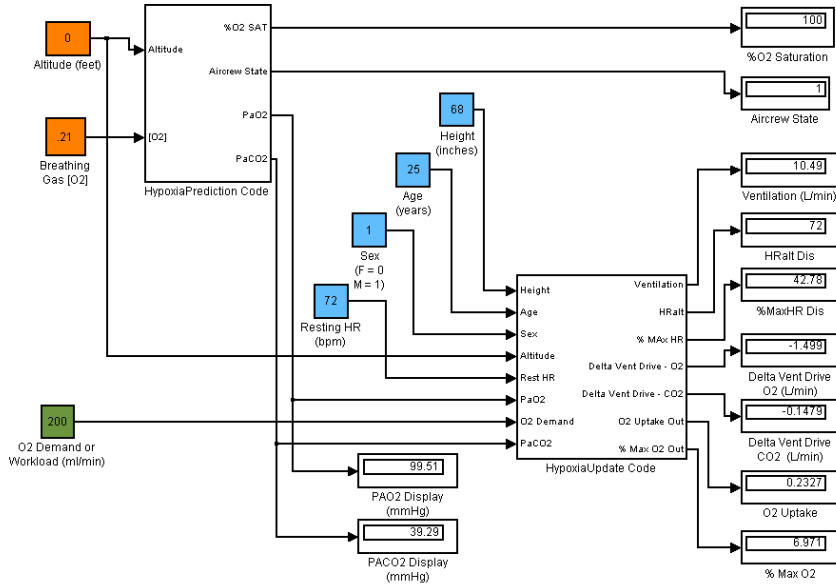 0
Altitude (feet)
.21
Breathing
Gas [O2]
Altitude
[O2]
%O2 SAT
Aircrew State
PaO2
PaCO2
HypoxiaPrediction Code
100
%O2 Saturation
1
Aircrew State
68
Height
(inches)
25
Age
(years)
1
Sex
(F = 0
M = 1)
72
Resting HR
(bpm)
200
O2 Demand or
Workload (ml/min)
Height
Age
Sex
Altitude
Rest HR
PaO2
O2 Demand
PaCO2
Ventilation
HRalt
% MAx HR
Delta Vent Drive - O2
Delta Vent Drive - CO2
O2 Uptake Out
% Max O2 Out
HypoxiaUpdate Code
99.51
PAO2 Display
(mmHg)
39.29
PACO2 Display
(mmHg)
10.49
Ventilation (L/min)
72
HRalt Dis
42.78
%MaxHR Dis
-1.499
Delta Vent Drive
O2 (L/min)
-0.1479
Delta Vent Drive
CO2  (L/min)
0.2327
O2 Uptake
6.971
% Max O2